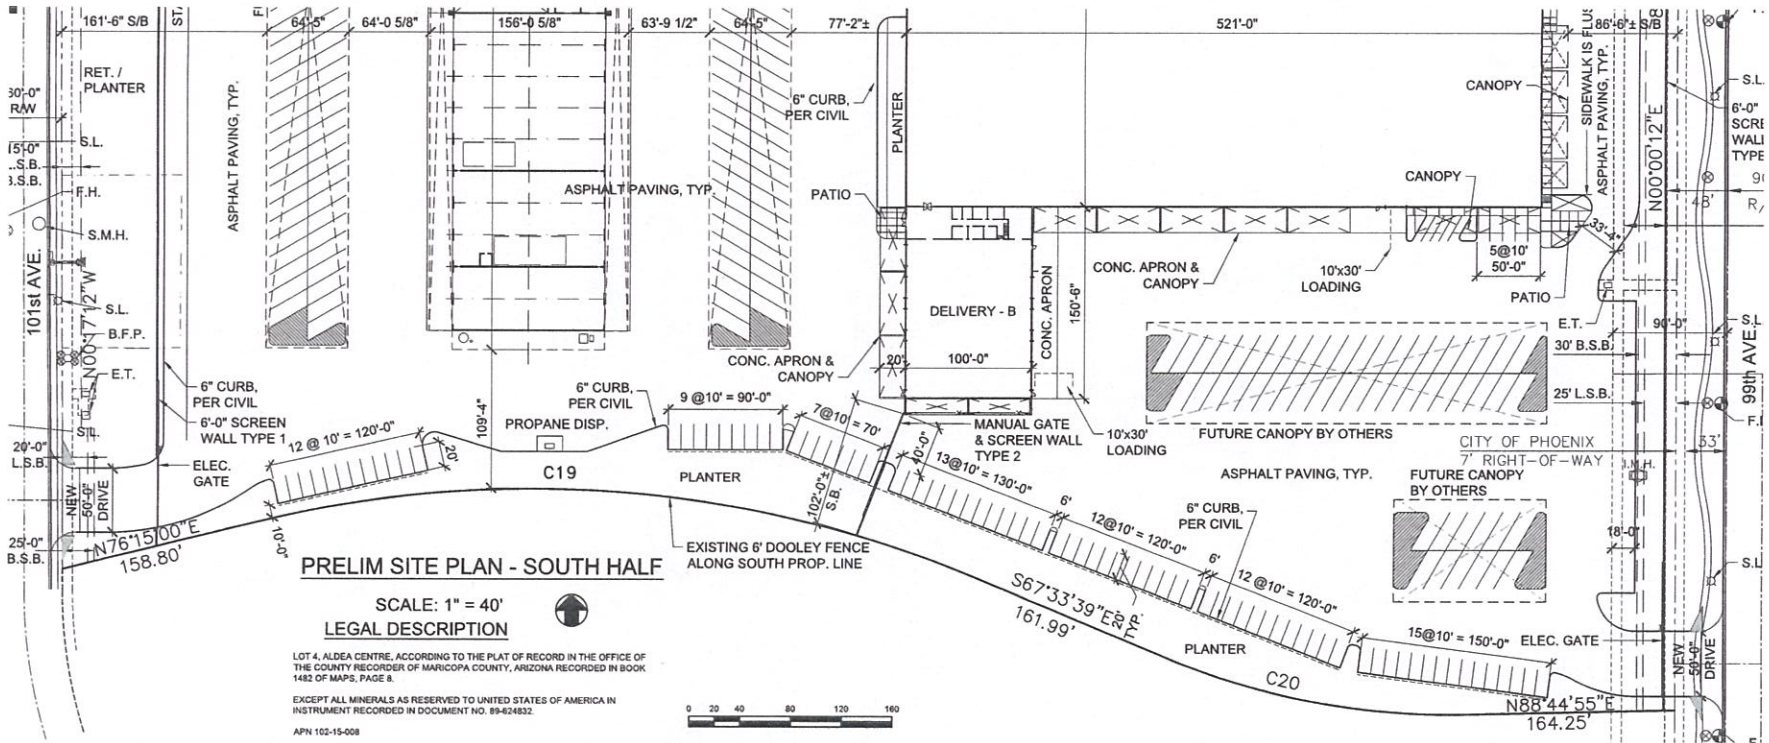 161'-6" S/B
ST
64'-5"
64'-0 5/8"
156'-0 5/8"
63'-9 1/2"
64'-5"
77'-2"±
521'-0"
86'-6"± S/B
RET. /
PLANTER
R/W
S.L.
L.S.B.
F.H.
S.M.H.
101st AVE.
N00°17'12"W
S.L.
B.F.P.
E.T.
S.L.
20'-0"
L.S.B.
25'-0"
B.S.B.
NEW
50'-0"
DRIVE
ASPHALT PAVING, TYP.
6" CURB,
PER CIVIL
6'-0" SCREEN
WALL TYPE 1
ELEC.
GATE
12 @ 10' = 120'-0"
20'
10'-0"
N76°15'00"E
158.80'
ASPHALT PAVING, TYP.
109'-4"
PROPANE DISP.
6" CURB,
PER CIVIL
9 @10' = 90'-0"
7@10' = 70'
C19
PLANTER
102'-0"±
S.B.
40'-0"
EXISTING 6' DOOLEY FENCE
ALONG SOUTH PROP. LINE
6" CURB,
PER CIVIL
PLANTER
PATIO
DELIVERY - B
100'-0"
20'
CONC. APRON &
CANOPY
CONC. APRON
150'-6"
MANUAL GATE
& SCREEN WALL
TYPE 2
10'x30'
LOADING
CONC. APRON &
CANOPY
10'x30'
LOADING
CANOPY
CANOPY
SIDEWALK IS FLUS
ASPHALT PAVING, TYP.
5@10'
50'-0"
PATIO
33'-4"
E.T.
N00°00'12"E
48'
S.L.
6'-0"
SCRE
WALL
TYPE
90'-0"
30' B.S.B.
25' L.S.B.
S.L
99th AVE.
33'
FUTURE CANOPY BY OTHERS
CITY OF PHOENIX
7' RIGHT-OF-WAY
ASPHALT PAVING, TYP.
FUTURE CANOPY
BY OTHERS
18'-0"
S.L
13@10' = 130'-0"
6'
12@10' = 120'-0"
6'
12 @10' = 120'-0"
15@10' = 150'-0"
6" CURB,
PER CIVIL
20'
TYP.
S67°33'39"E
161.99'
PLANTER
C20
ELEC. GATE
NEW
50'-0"
DRIVE
N88°44'55"E
164.25'
PRELIM SITE PLAN - SOUTH HALF
SCALE: 1" = 40'
LEGAL DESCRIPTION
LOT 4, ALDEA CENTRE, ACCORDING TO THE PLAT OF RECORD IN THE OFFICE OF
THE COUNTY RECORDER OF MARICOPA COUNTY, ARIZONA RECORDED IN BOOK
1482 OF MAPS, PAGE 8.
EXCEPT ALL MINERALS AS RESERVED TO UNITED STATES OF AMERICA IN
INSTRUMENT RECORDED IN DOCUMENT NO. 89-624832.
APN 102-15-008
0 20 40 80 120 160